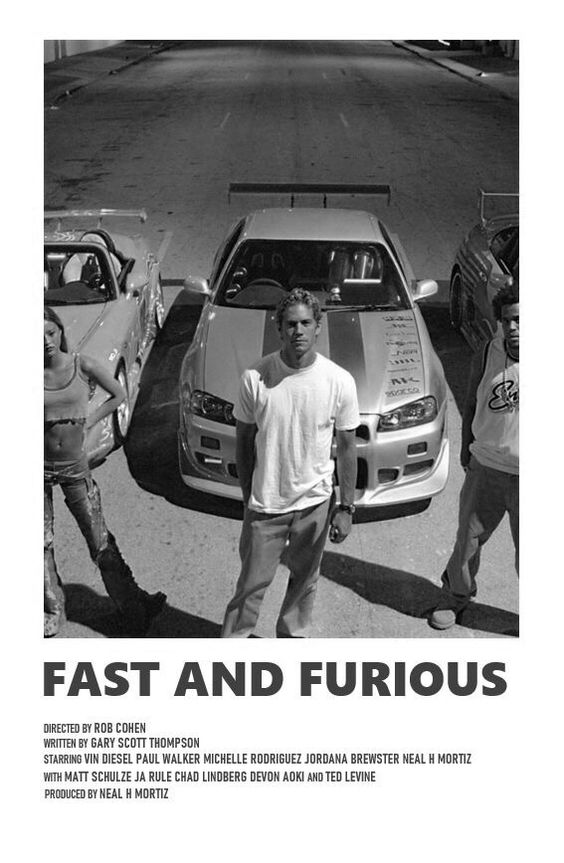 FAST AND FURIOUS
DIRECTED BY ROB COHEN
WRITTEN BY GARY SCOTT THOMPSON
STARRING VIN DIESEL PAUL WALKER MICHELLE RODRIGUEZ JORDANA BREWSTER NEAL H MORTIZ
WITH MATT SCHULZE JA RULE CHAD LINDBERG DEVON AOKI AND TED LEVINE
PRODUCED BY NEAL H MORTIZ